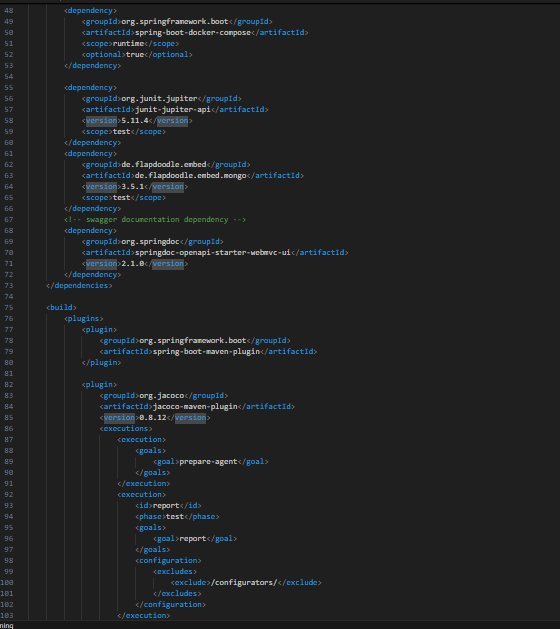 48 <dependency>
49 <groupId>org.springframework.boot</groupId>
50 <artifactId>spring-boot-docker-compose</artifactId>
51 <scope>runtime</scope>
52 <optional>true</optional>
53 </dependency>
54
55 <dependency>
56 <groupId>org.junit.jupiter</groupId>
57 <artifactId>junit-jupiter-api</artifactId>
58 <version>5.11.4</version>
59 <scope>test</scope>
60 </dependency>
61 <dependency>
62 <groupId>de.flapdoodle.embed</groupId>
63 <artifactId>de.flapdoodle.embed.mongo</artifactId>
64 <version>3.5.1</version>
65 <scope>test</scope>
66 </dependency>
67 <!-- swagger documentation dependency -->
68 <dependency>
69 <groupId>org.springdoc</groupId>
70 <artifactId>springdoc-openapi-starter-webmvc-ui</artifactId>
71 <version>2.1.0</version>
72 </dependency>
73 </dependencies>
74
75 <build>
76 <plugins>
77 <plugin>
78 <groupId>org.springframework.boot</groupId>
79 <artifactId>spring-boot-maven-plugin</artifactId>
80 </plugin>
81
82 <plugin>
83 <groupId>org.jacoco</groupId>
84 <artifactId>jacoco-maven-plugin</artifactId>
85 <version>0.8.12</version>
86 <executions>
87 <execution>
88 <goals>
89 <goal>prepare-agent</goal>
90 </goals>
91 </execution>
92 <execution>
93 <id>report</id>
94 <phase>test</phase>
95 <goals>
96 <goal>report</goal>
97 </goals>
98 <configuration>
99 <excludes>
100 <exclude>/configurators/</exclude>
101 </excludes>
102 </configuration>
103 </execution>
ning